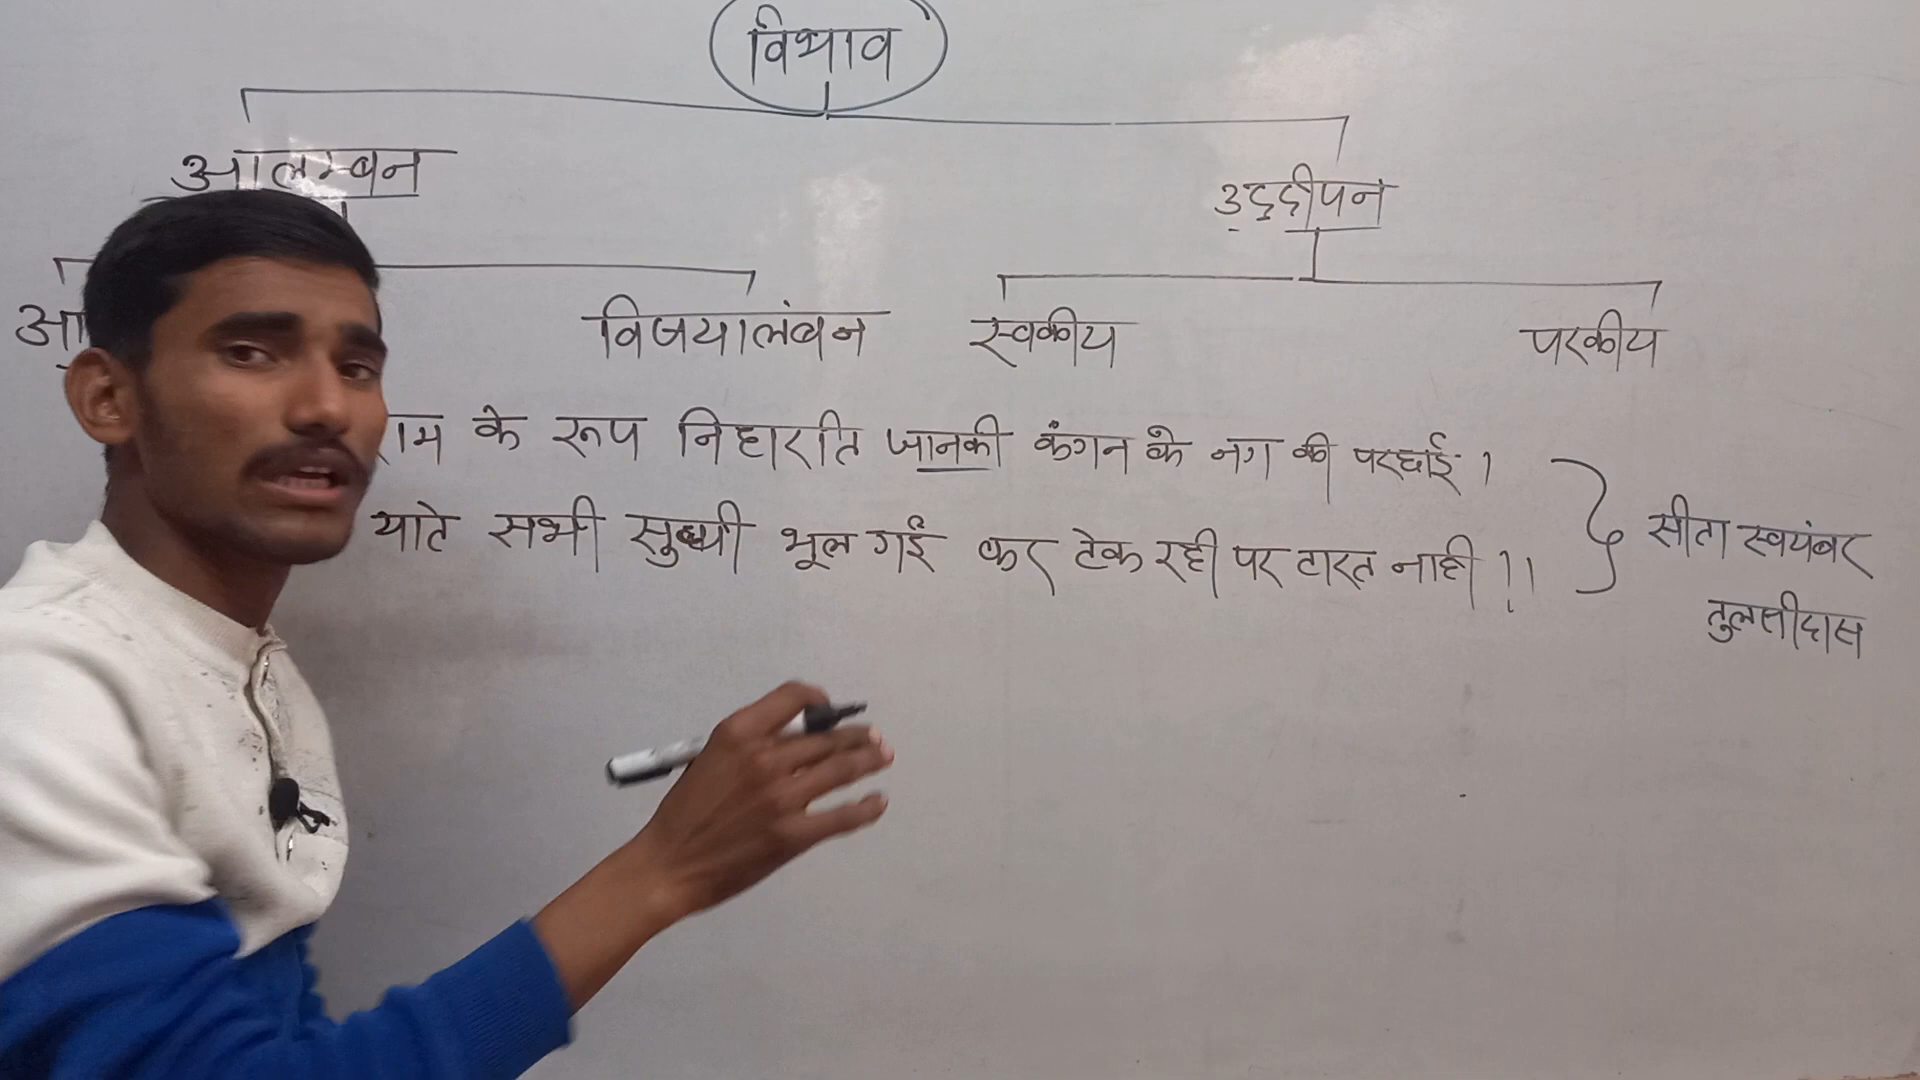 विभाव
आलम्बन उद्दीपन
विजयालंबन स्वकीय परकीय
के रूप निहारति जानकी कंगन के नग की परछाई ।
याते सभी सुध्धी भूल गई कर टेक रही पर टारत नाही ।। सीता स्वयंबर
तुलसीदास